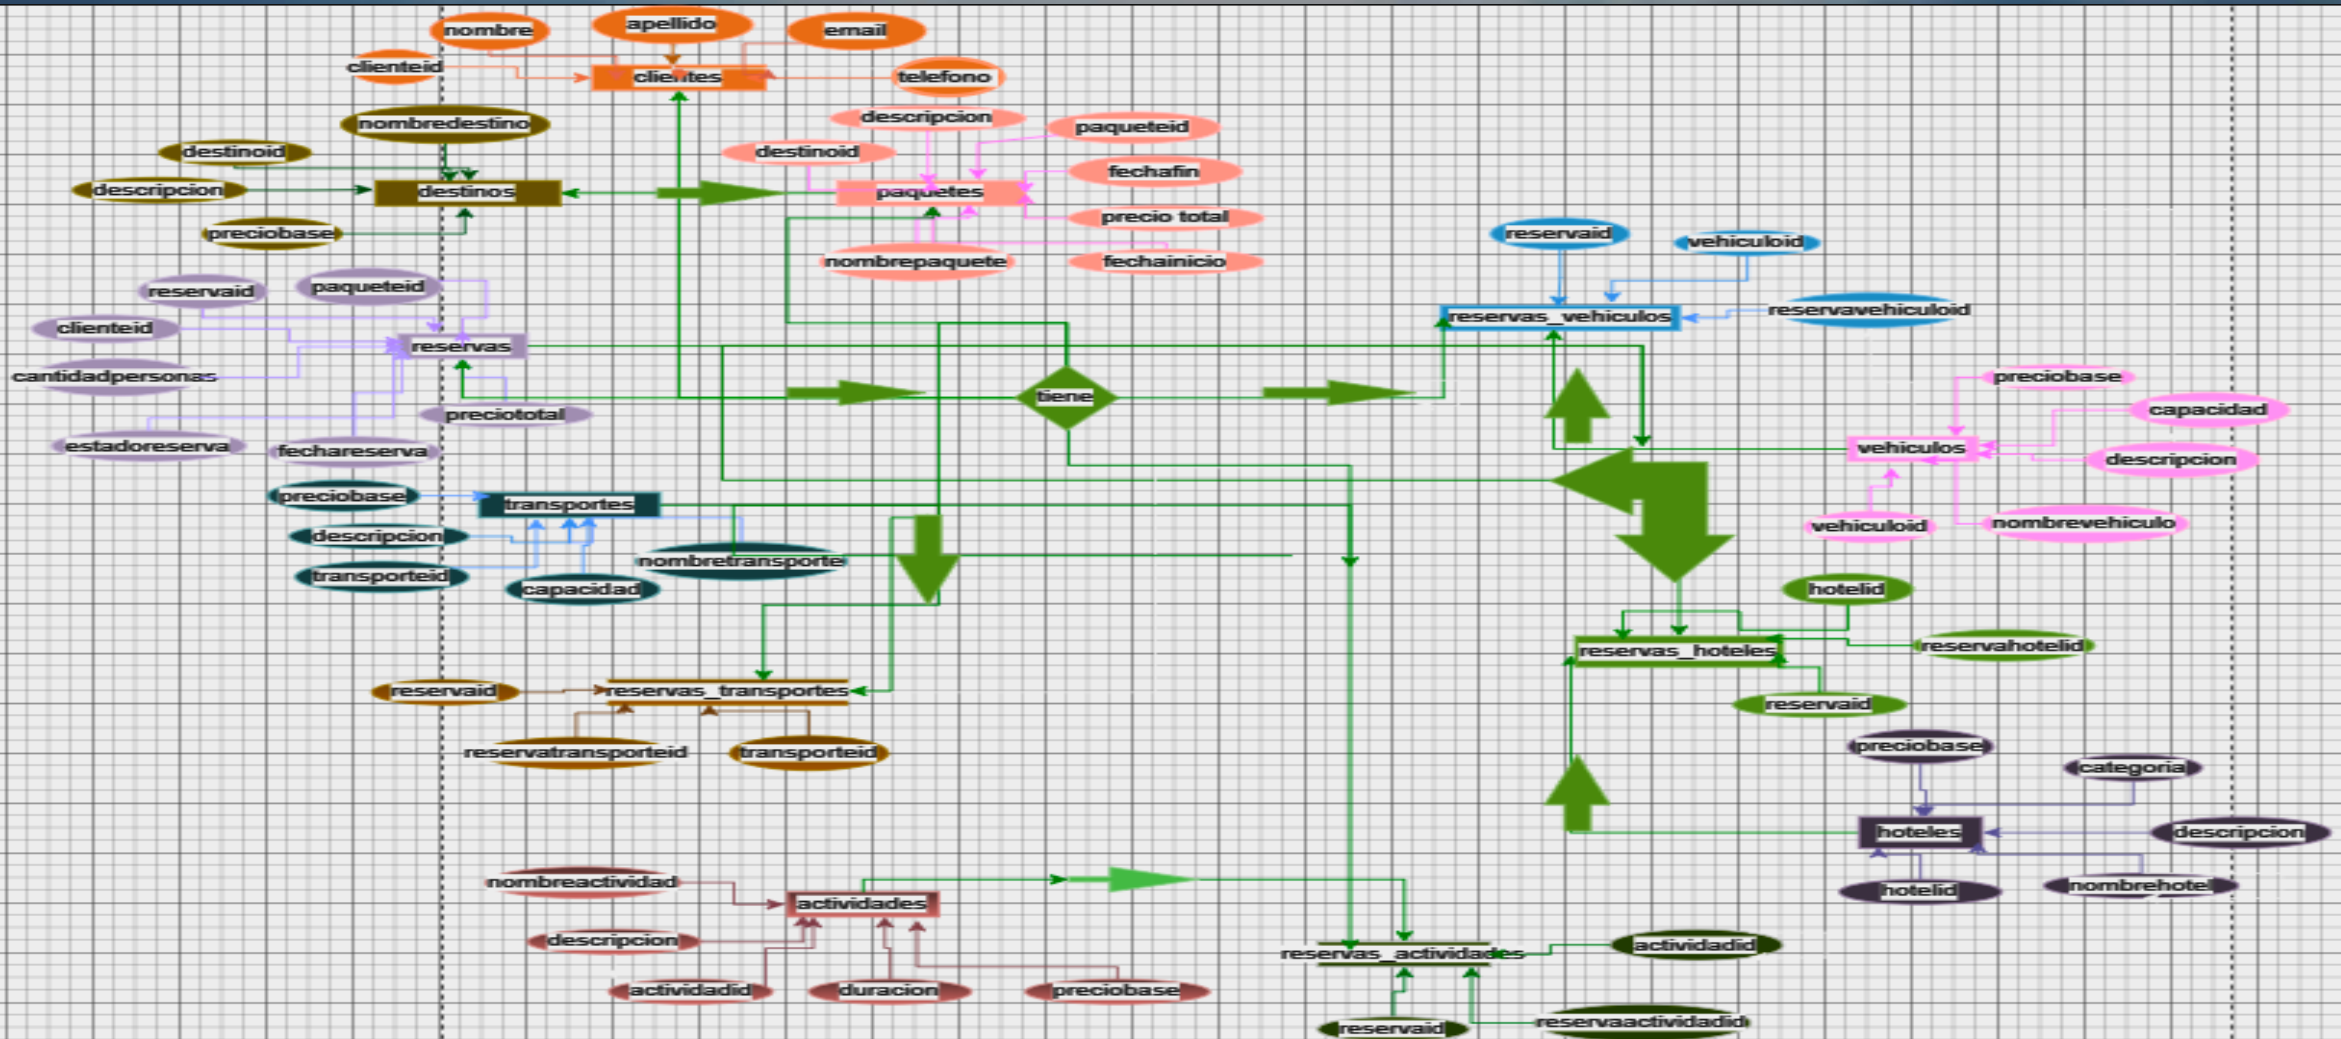 nombre
apellido
email
clienteid
clientes
telefono
nombredestino
descripcion
paqueteid
destinoid
destinoid
fechafin
descripcion
destinos
paquetes
precio total
preciobase
nombrepaquete
fechainicio
reservaid
vehiculoid
reservaid
paqueteid
clienteid
reservas
reservas_vehiculos
reservavehiculoid
cantidadpersonas
preciototal
tiene
preciobase
capacidad
estadoreserva
fechareserva
vehiculos
descripcion
preciobase
transportes
vehiculoid
nombrevehiculo
descripcion
nombretransporte
transporteid
capacidad
hotelid
reservas_hoteles
reservahotelid
reservaid
reservas_transportes
reservaid
reservatransporteid
transporteid
preciobase
categoria
hoteles
descripcion
hotelid
nombrehotel
nombreactividad
actividades
descripcion
reservas_actividades
actividadid
actividadid
duracion
preciobase
reservaid
reservaactividadid